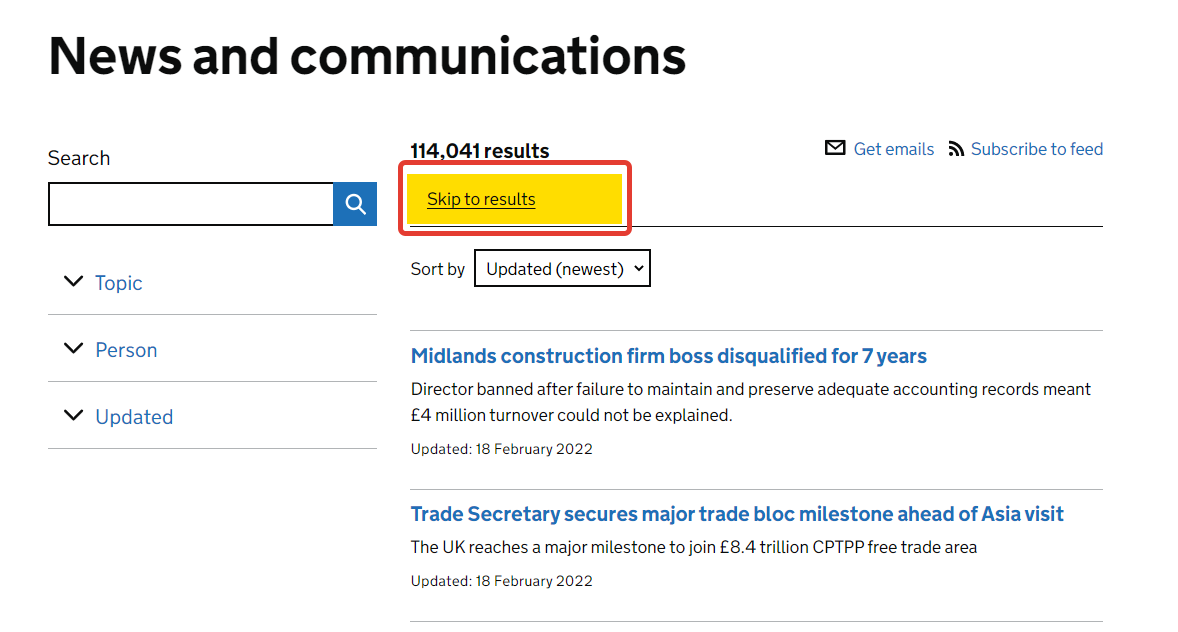 News and communications
Search
Topic
Person
Updated
114,041 results
Get emails
Subscribe to feed
Skip to results
Sort by
Updated (newest)
Midlands construction firm boss disqualified for 7 years
Director banned after failure to maintain and preserve adequate accounting records meant
£4 million turnover could not be explained.
Updated: 18 February 2022
Trade Secretary secures major trade bloc milestone ahead of Asia visit
The UK reaches a major milestone to join £8.4 trillion CPTPP free trade area
Updated: 18 February 2022